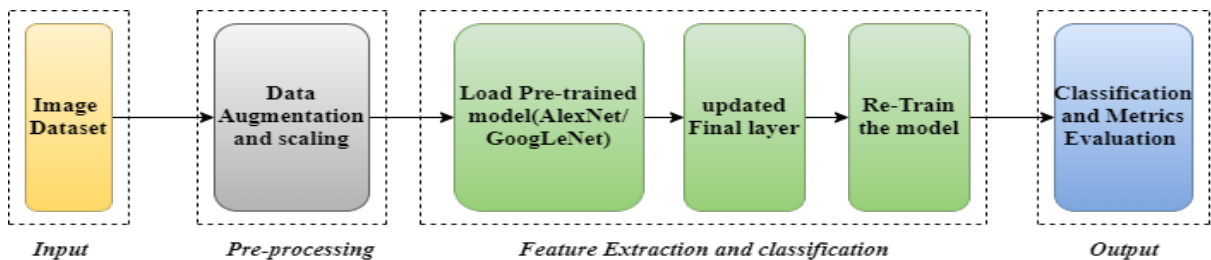 Image
Dataset
Data
Augmentation
and scaling
Load Pre-trained
model(AlexNet/
GoogLeNet)
updated
Final layer
Re-Train
the model
Classification
and Metrics
Evaluation
Input
Pre-processing
Feature Extraction and classification
Output